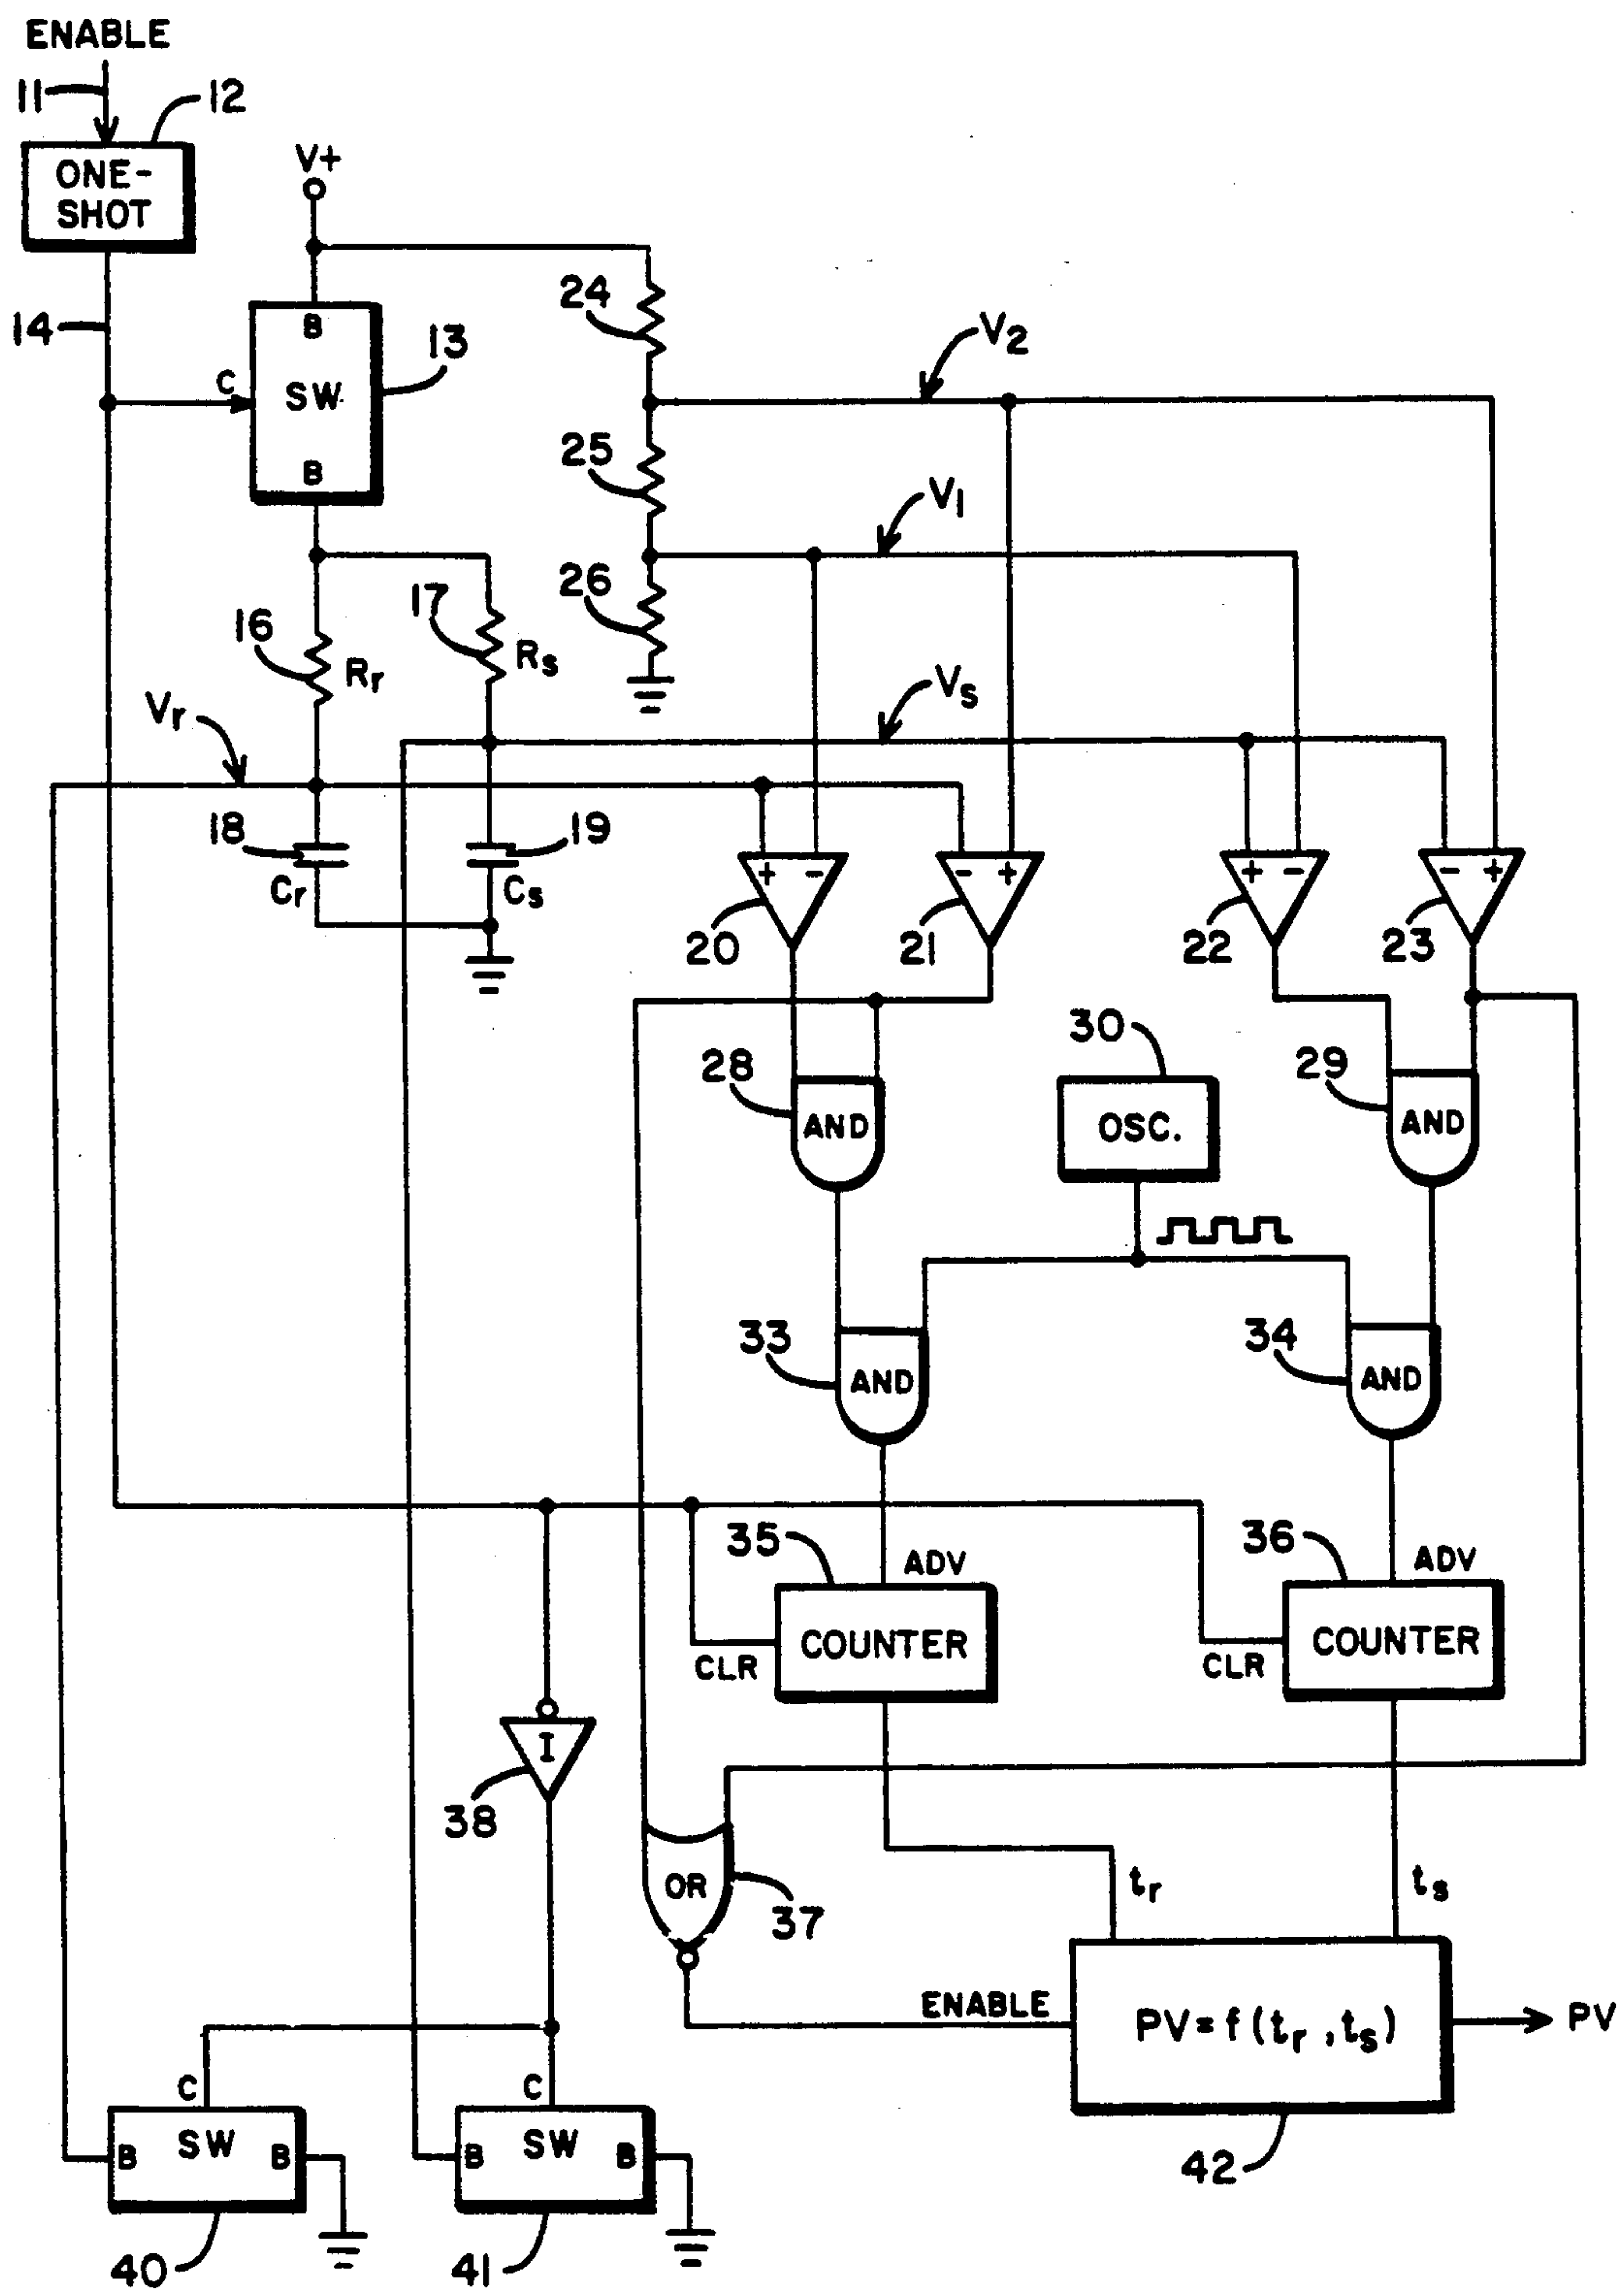 ENABLE
11
12
ONE-
SHOT
V+
14
B
C
SW
13
B
24
V2
25
V1
26
16
Rr
17
Rs
Vr
Vs
18
Cr
19
Cs
+ -
- +
+ -
- +
20
21
22
23
28
AND
30
OSC.
29
AND
33
AND
34
AND
35
ADV
COUNTER
CLR
36
ADV
COUNTER
CLR
I
38
OR
37
tr
ts
ENABLE
PV=f(tr,ts)
PV
42
C
B SW B
40
C
B SW B
41